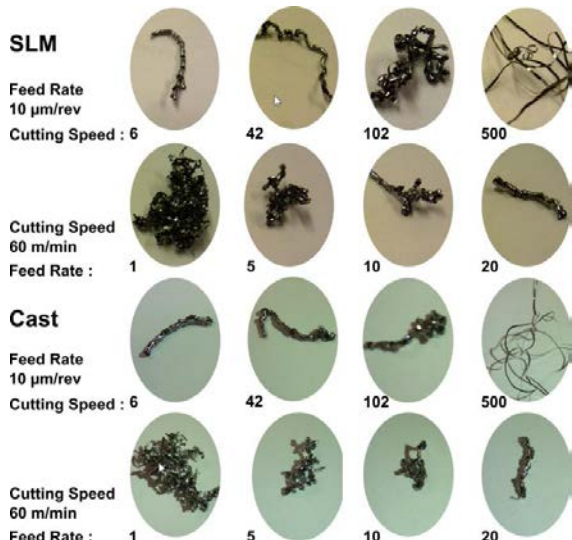 SLM
Feed Rate
10 µm/rev
Cutting Speed : 6 42 102 500
Cutting Speed
60 m/min
Feed Rate : 1 5 10 20
Cast
Feed Rate
10 µm/rev
Cutting Speed : 6 42 102 500
Cutting Speed
60 m/min
Feed Rate : 1 5 10 20